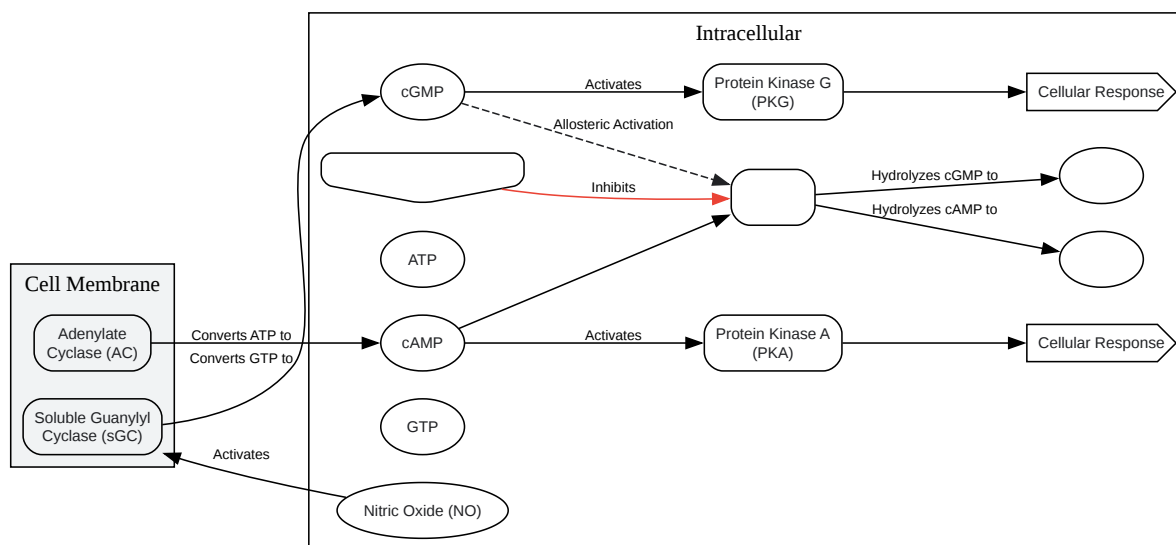 Intracellular
cGMP
Activates
Protein Kinase G
(PKG)
Cellular Response
Allosteric Activation
Inhibits
Hydrolyzes cGMP to
Hydrolyzes cAMP to
ATP
Cell Membrane
Adenylate
Cyclase (AC)
Converts ATP to
Converts GTP to
cAMP
Activates
Protein Kinase A
(PKA)
Cellular Response
Soluble Guanylyl
Cyclase (sGC)
GTP
Activates
Nitric Oxide (NO)